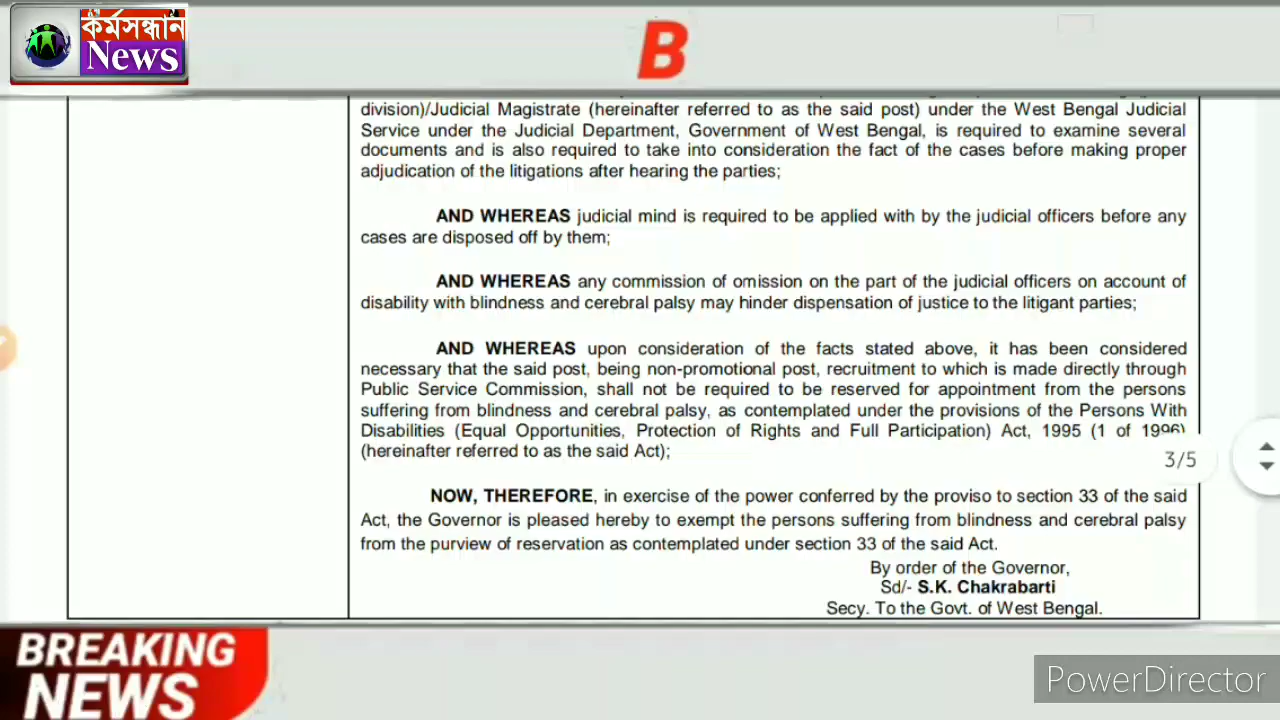 কর্মসন্ধান
News
B
division)/Judicial Magistrate (hereinafter referred to as the said post) under the West Bengal Judicial
Service under the Judicial Department, Government of West Bengal, is required to examine several
documents and is also required to take into consideration the fact of the cases before making proper
adjudication of the litigations after hearing the parties;
AND WHEREAS judicial mind is required to be applied with by the judicial officers before any
cases are disposed off by them;
AND WHEREAS any commission of omission on the part of the judicial officers on account of
disability with blindness and cerebral palsy may hinder dispensation of justice to the litigant parties;
AND WHEREAS upon consideration of the facts stated above, it has been considered
necessary that the said post, being non-promotional post, recruitment to which is made directly through
Public Service Commission, shall not be required to be reserved for appointment from the persons
suffering from blindness and cerebral palsy, as contemplated under the provisions of the Persons With
Disabilities (Equal Opportunities, Protection of Rights and Full Participation) Act, 1995 (1 of 1996)
(hereinafter referred to as the said Act);
3/5
NOW, THEREFORE, in exercise of the power conferred by the proviso to section 33 of the said
Act, the Governor is pleased hereby to exempt the persons suffering from blindness and cerebral palsy
from the purview of reservation as contemplated under section 33 of the said Act.
By order of the Governor,
Sd/- S.K. Chakrabarti
Secy. To the Govt. of West Bengal.
BREAKING
NEWS
PowerDirector